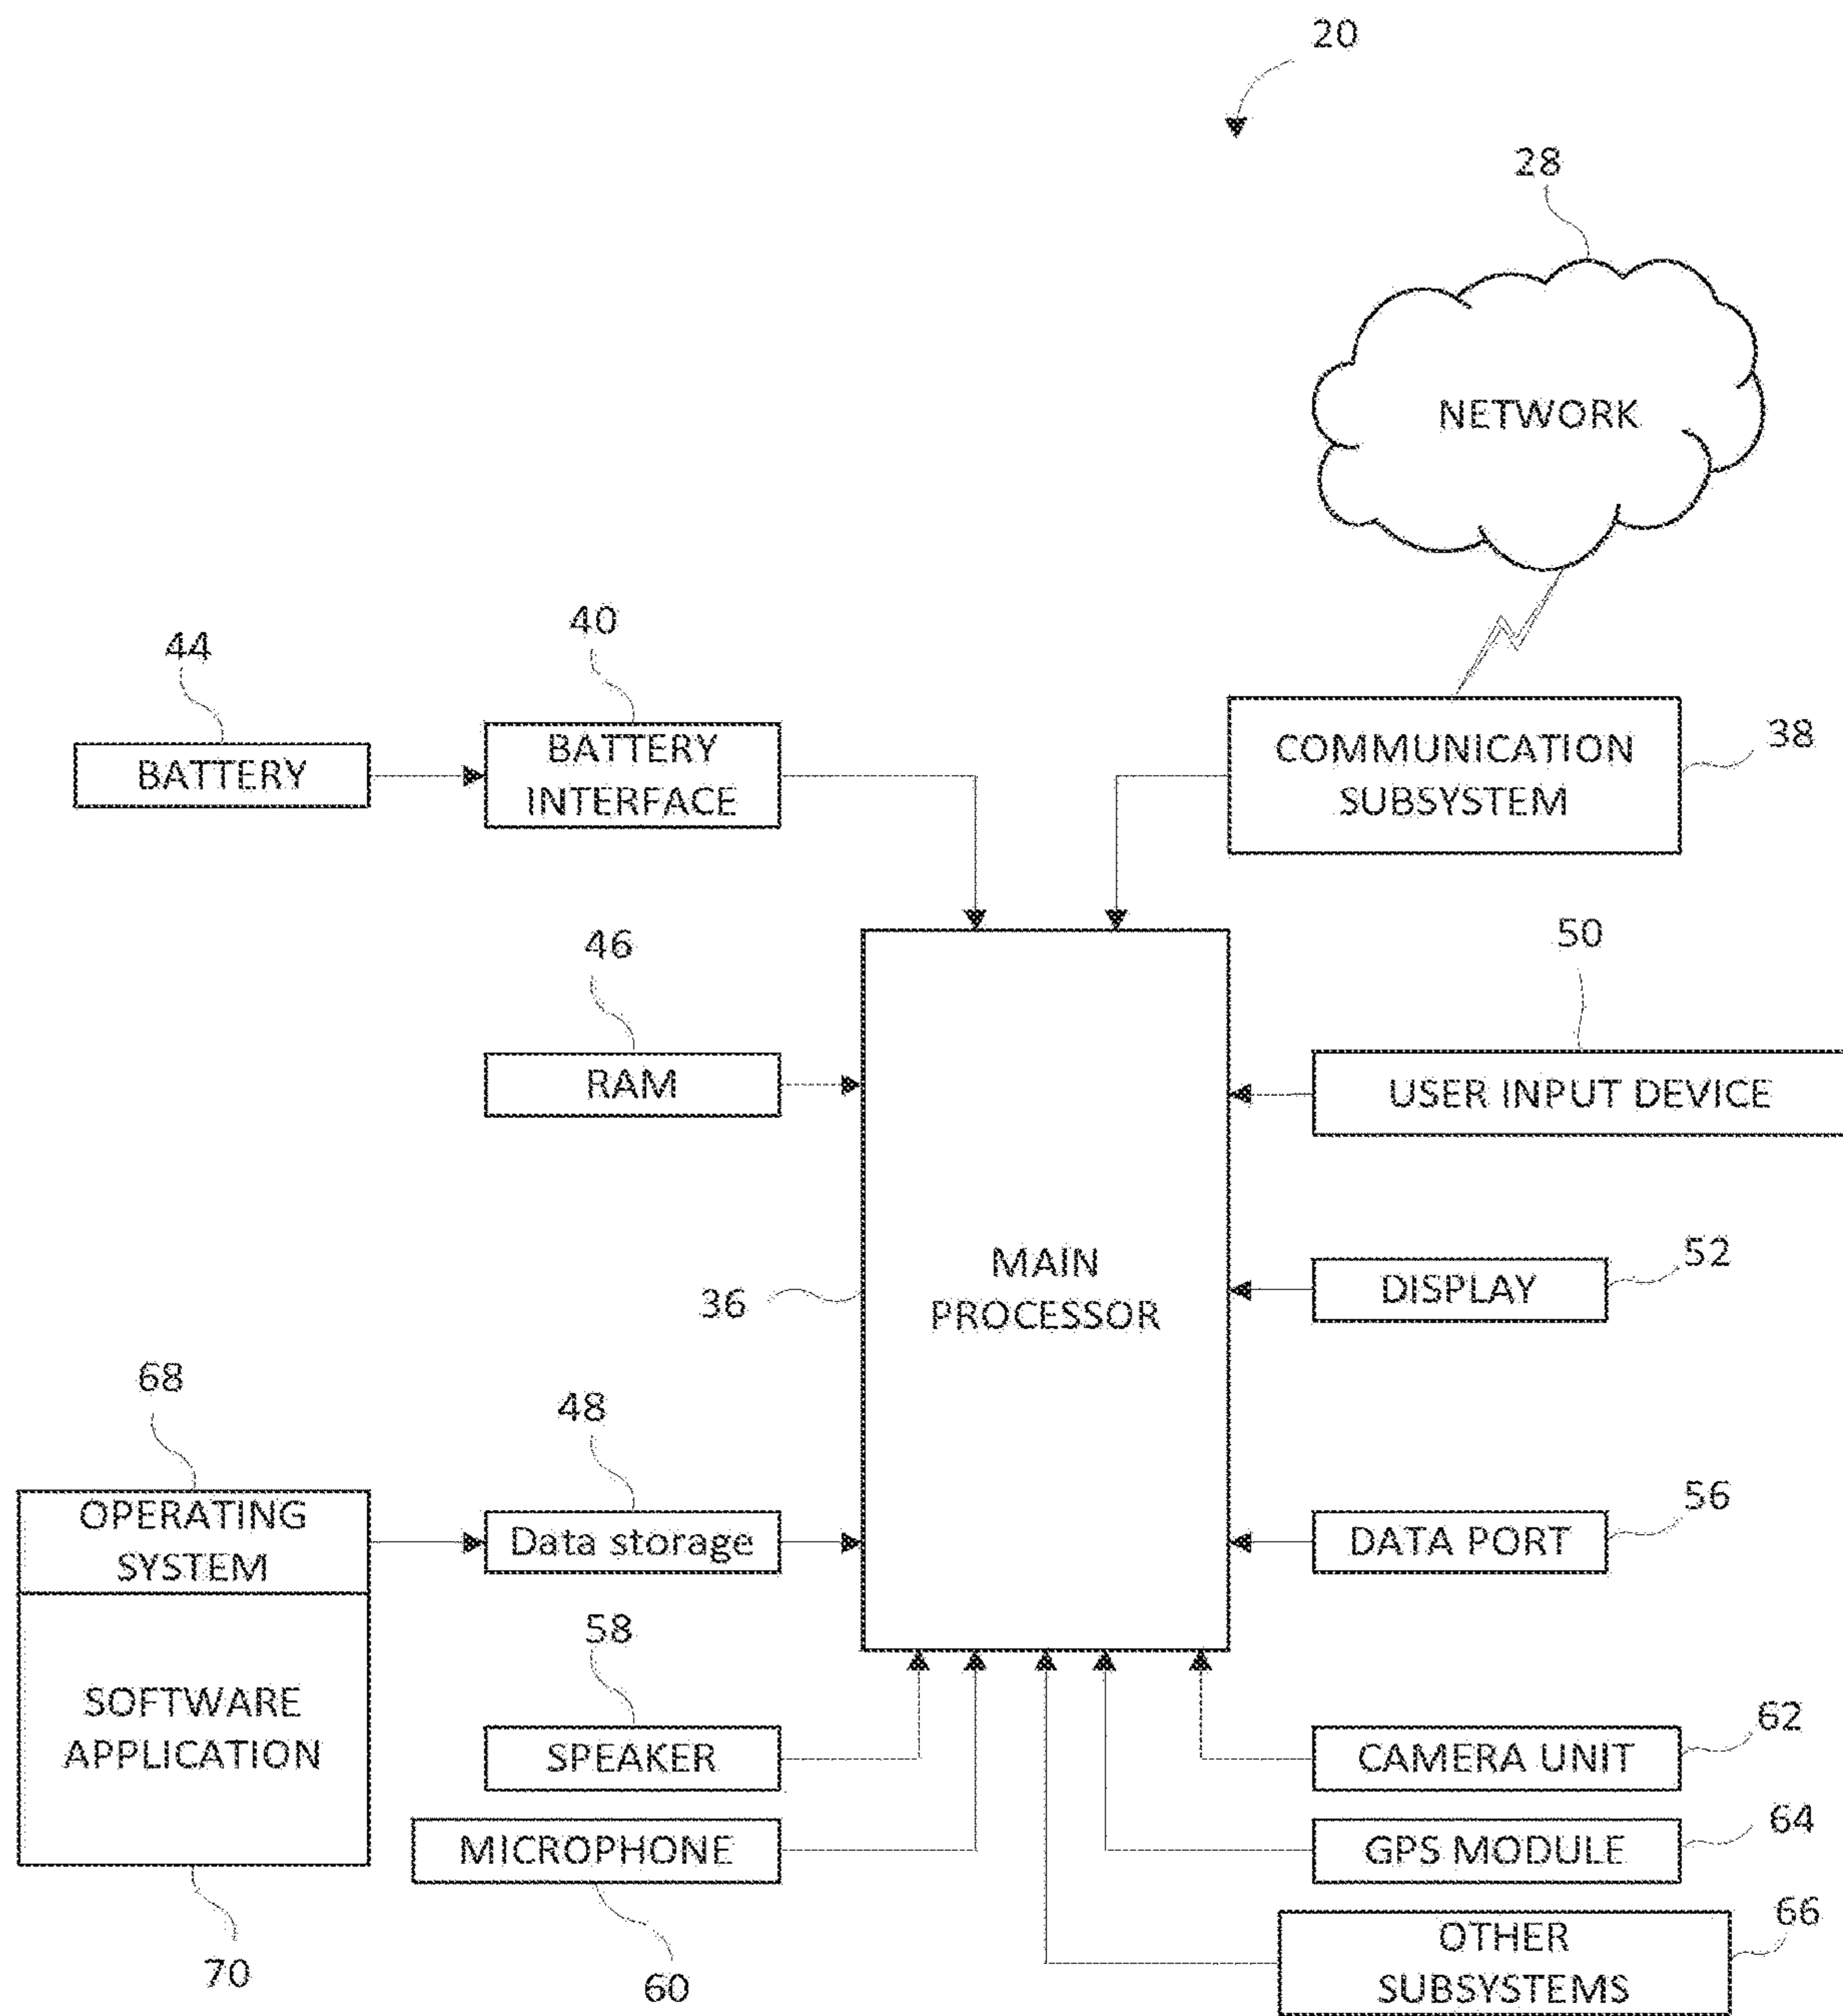 20
28
NETWORK
40
44
BATTERY
BATTERY
INTERFACE
COMMUNICATION
SUBSYSTEM
38
46
RAM
50
USER INPUT DEVICE
MAIN
PROCESSOR
36
52
DISPLAY
68
OPERATING
SYSTEM
48
Data storage
56
DATA PORT
SOFTWARE
APPLICATION
70
58
SPEAKER
MICROPHONE
60
62
CAMERA UNIT
64
GPS MODULE
66
OTHER
SUBSYSTEMS